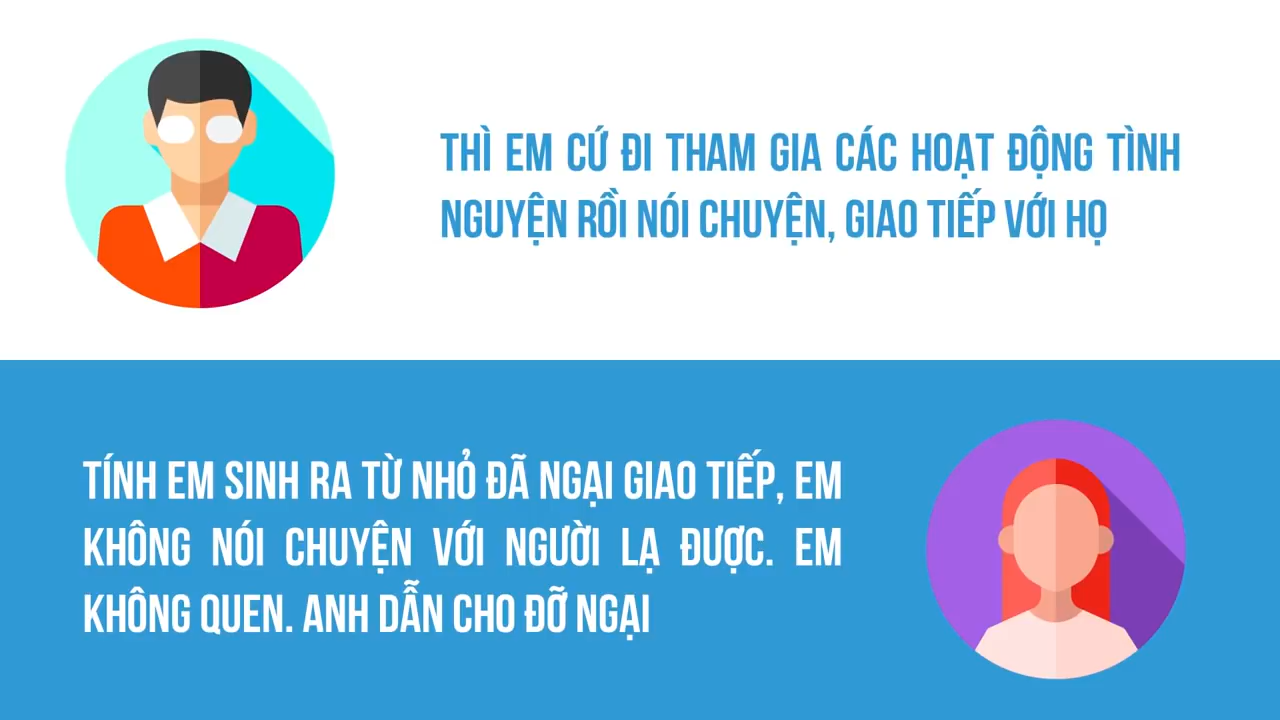 THÌ EM CỨ ĐI THAM GIA CÁC HOẠT ĐỘNG TÌNH
NGUYỆN RỒI NÓI CHUYỆN, GIAO TIẾP VỚI HỌ
TÍNH EM SINH RA TỪ NHỎ ĐÃ NGẠI GIAO TIẾP, EM
KHÔNG NÓI CHUYỆN VỚI NGƯỜI LẠ ĐƯỢC. EM
KHÔNG QUEN. ANH DẪN CHO ĐỠ NGẠI